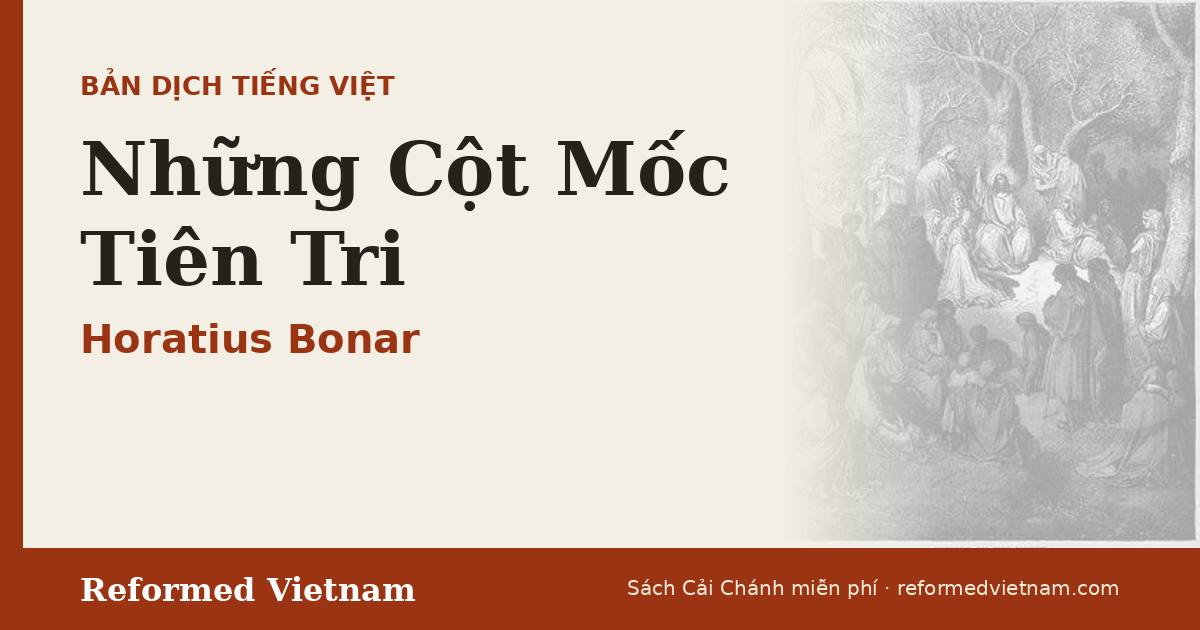 BẢN DỊCH TIẾNG VIỆT
Những Cột Mốc
Tiên Tri
Horatius Bonar
Reformed Vietnam
Sách Cải Chánh miễn phí · reformedvietnam.com